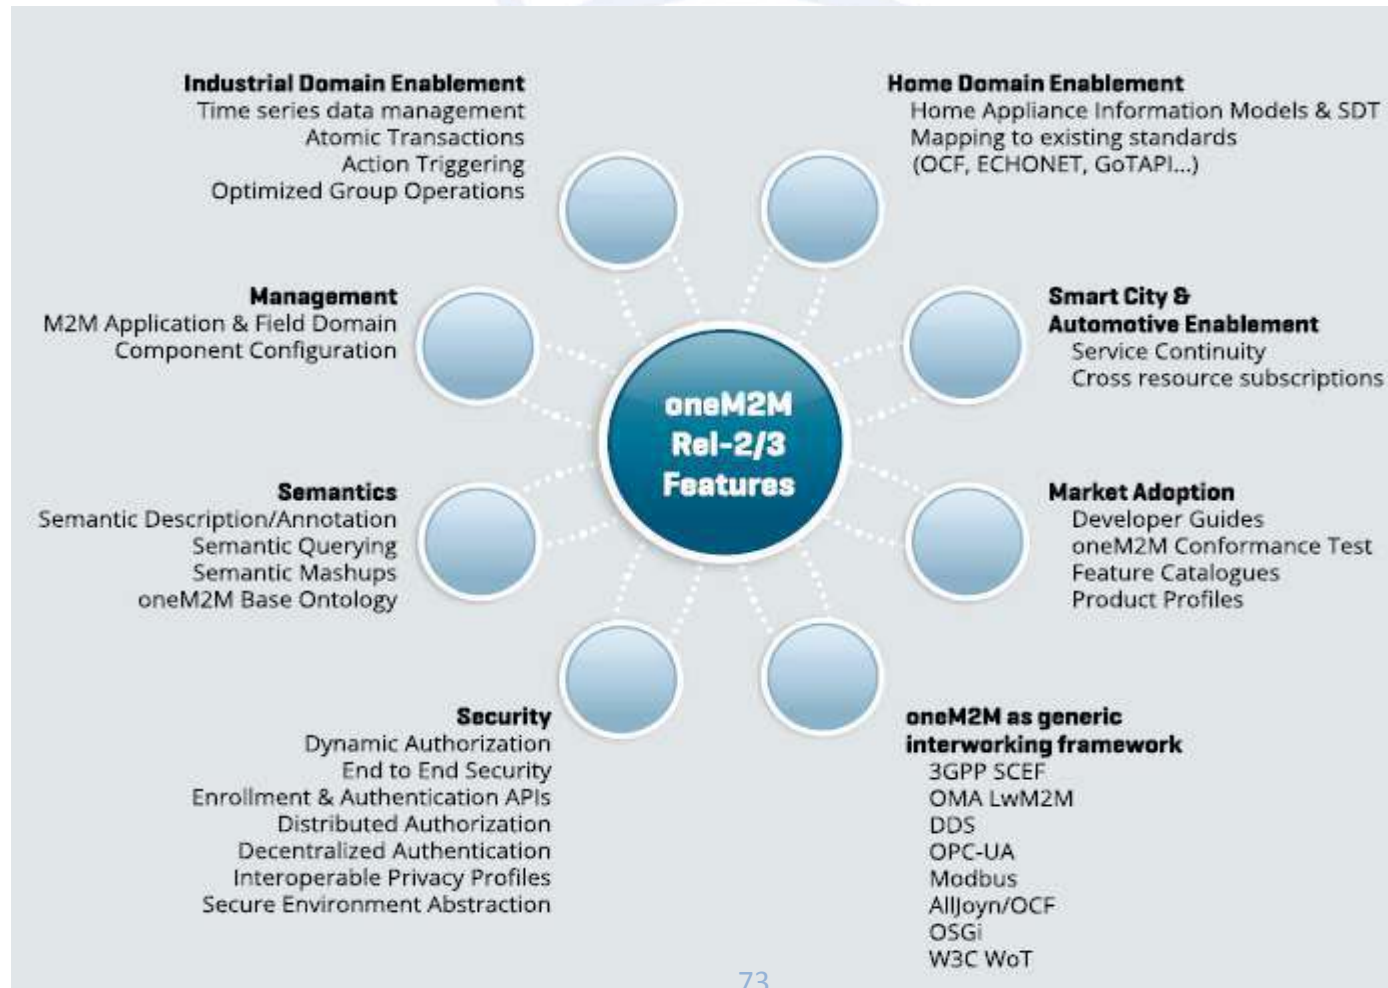 Industrial Domain Enablement
Time series data management
Atomic Transactions
Action Triggering
Optimized Group Operations
Home Domain Enablement
Home Appliance Information Models & SDT
Mapping to existing standards
(OCF, ECHONET, GoTAPI...)
Management
M2M Application & Field Domain
Component Configuration
Smart City &
Automotive Enablement
Service Continuity
Cross resource subscriptions
oneM2M
Rel-2/3
Features
Semantics
Semantic Description/Annotation
Semantic Querying
Semantic Mashups
oneM2M Base Ontology
Market Adoption
Developer Guides
oneM2M Conformance Test
Feature Catalogues
Product Profiles
Security
Dynamic Authorization
End to End Security
Enrollment & Authentication APIs
Distributed Authorization
Decentralized Authentication
Interoperable Privacy Profiles
Secure Environment Abstraction
oneM2M as generic
interworking framework
3GPP SCEF
OMA LwM2M
DDS
OPC-UA
Modbus
AllJoyn/OCF
OSGi
W3C WoT
73